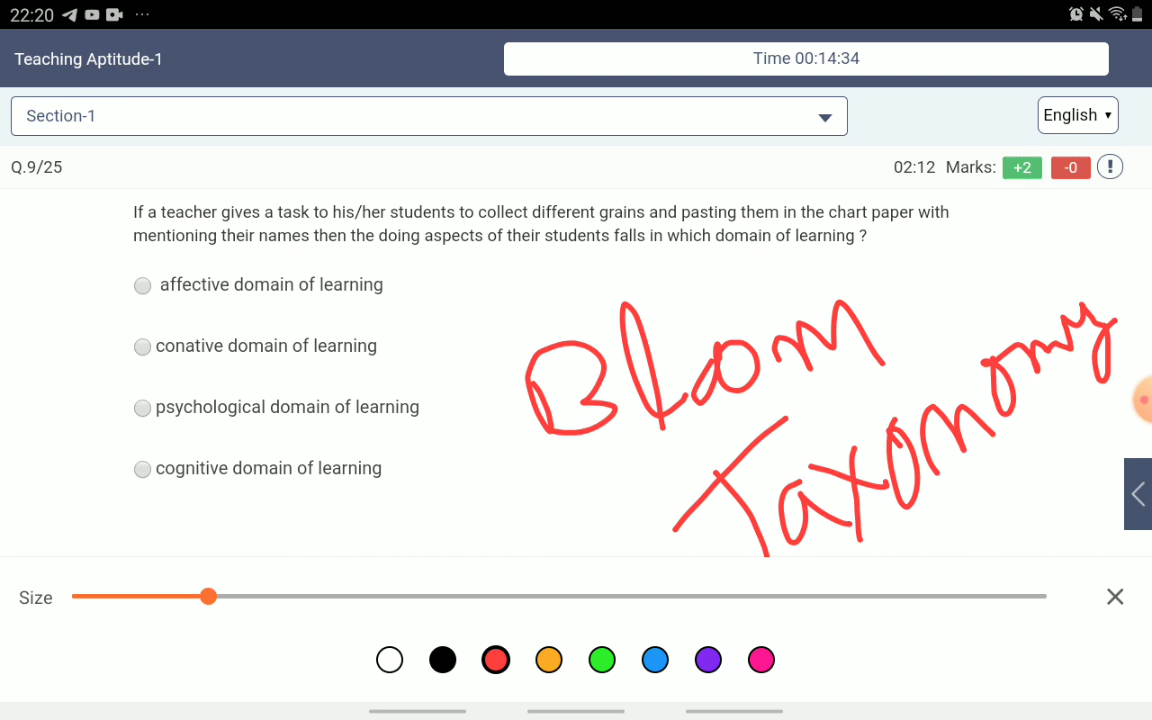 22:20
Teaching Aptitude-1
Time 00:14:34
Section-1
English
Q.9/25
02:12 Marks: +2 -0 !
If a teacher gives a task to his/her students to collect different grains and pasting them in the chart paper with
mentioning their names then the doing aspects of their students falls in which domain of learning ?
affective domain of learning
conative domain of learning
psychological domain of learning
cognitive domain of learning
Bloom
Taxonomy
Size